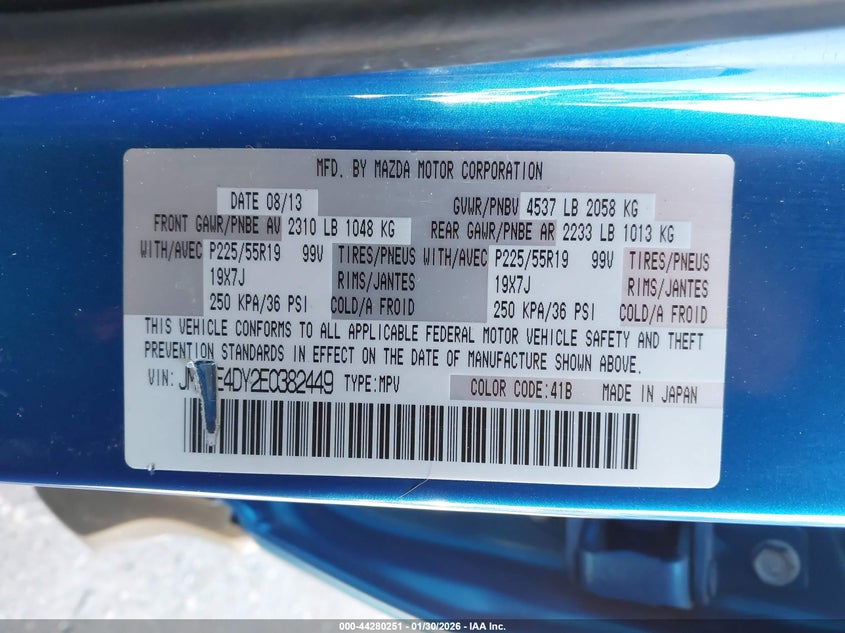 MFD. BY MAZDA MOTOR CORPORATION
DATE 08/13 GVWR/PNBV 4537 LB 2058 KG
FRONT GAWR/PNBE AV 2310 LB 1048 KG REAR GAWR/PNBE AR 2233 LB 1013 KG
WITH/AVEC P225/55R19 99V TIRES/PNEUS WITH/AVEC P225/55R19 99V TIRES/PNEUS
19X7J RIMS/JANTES 19X7J RIMS/JANTES
250 KPA/36 PSI COLD/A FROID 250 KPA/36 PSI COLD/A FROID
THIS VEHICLE CONFORMS TO ALL APPLICABLE FEDERAL MOTOR VEHICLE SAFETY AND THEFT
PREVENTION STANDARDS IN EFFECT ON THE DATE OF MANUFACTURE SHOWN ABOVE.
VIN: TYPE:MPV COLOR CODE:41B MADE IN JAPAN
000-44280251 - 01/30/2026 - IAA Inc.